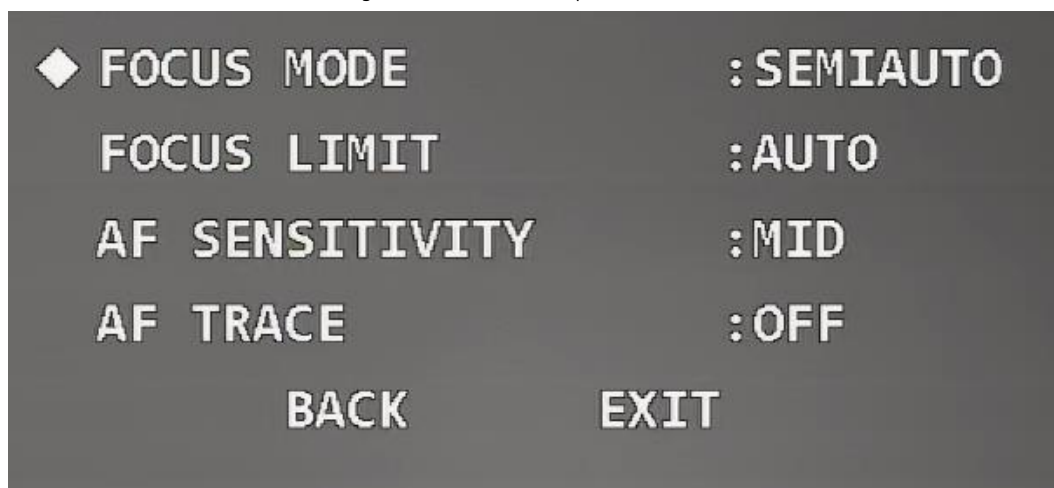 ◆ FOCUS MODE :SEMIAUTO
FOCUS LIMIT :AUTO
AF SENSITIVITY :MID
AF TRACE :OFF
BACK EXIT